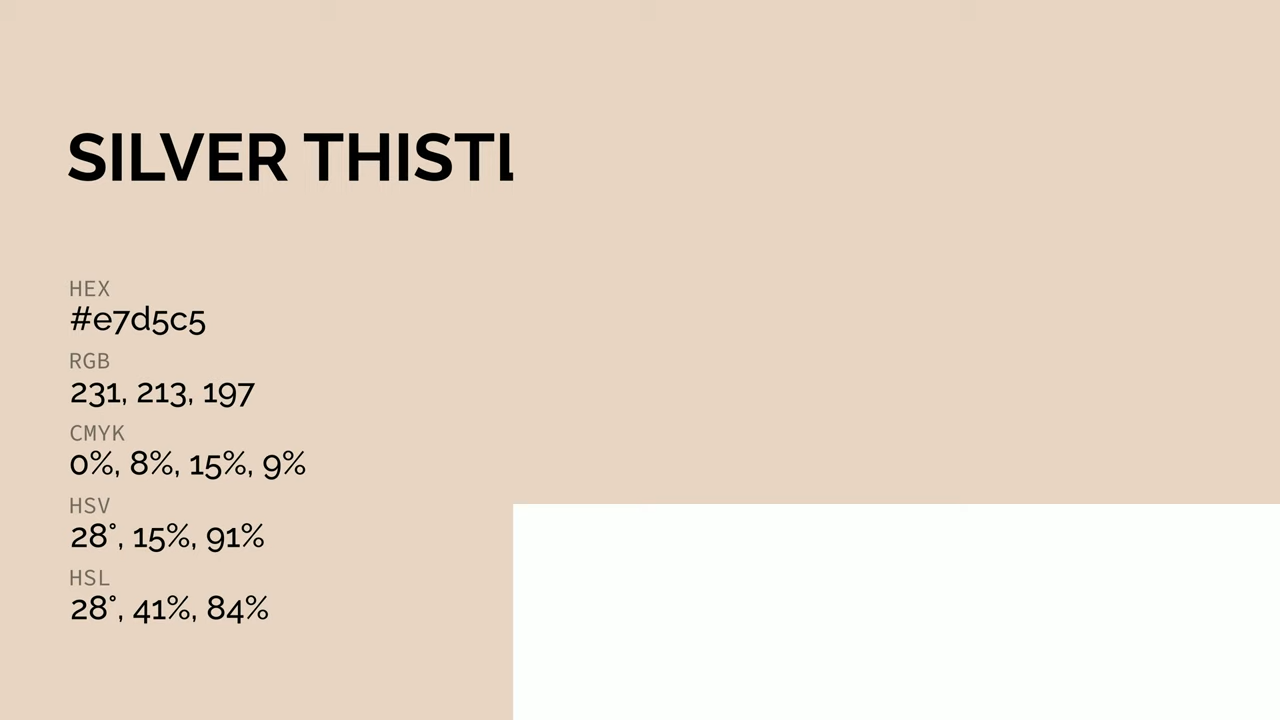 SILVER THISTL
HEX
#e7d5c5
RGB
231, 213, 197
CMYK
0%, 8%, 15%, 9%
HSV
28°, 15%, 91%
HSL
28°, 41%, 84%